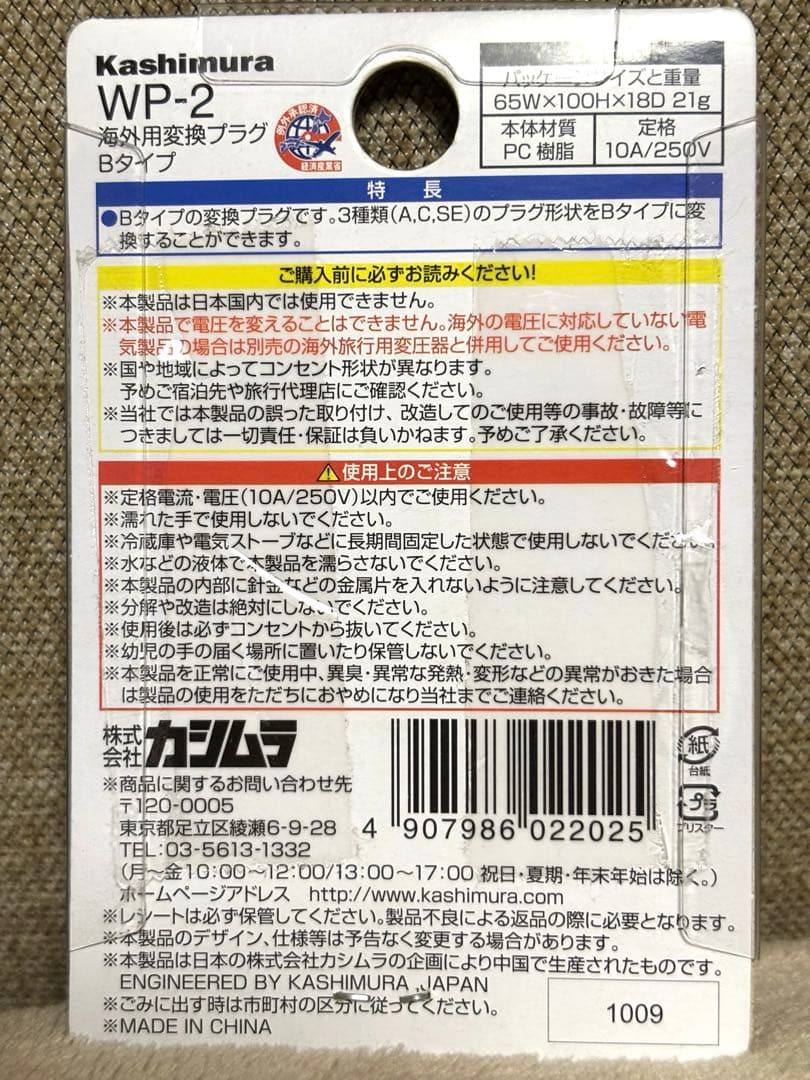 Kashimura
WP-2
海外用変換プラグ
Bタイプ
例外承認済
経済産業省
パッケージサイズと重量
65W×100H×18D 21g
本体材質
PC樹脂
定格
10A/250V
特長
●Bタイプの変換プラグです。3種類(A,C,SE)のプラグ形状をBタイプに変
換することができます。
ご購入前に必ずお読みください!
※本製品は日本国内では使用できません。
※本製品で電圧を変えることはできません。海外の電圧に対応していない電
気製品の場合は別売の海外旅行用変圧器と併用してご使用ください。
※国や地域によってコンセント形状が異なります。
予めご宿泊先や旅行代理店にご確認ください。
※当社では本製品の誤った取り付け、改造してのご使用等の事故・故障等に
つきましては一切責任・保証は負いかねます。予めご了承ください。
⚠使用上のご注意
※定格電流・電圧(10A/250V)以内でご使用ください。
※濡れた手で使用しないでください。
※冷蔵庫や電気ストーブなどに長期間固定した状態で使用しないでください。
※水などの液体で本製品を濡らさないでください。
※本製品の内部に針金などの金属片を入れないように注意してください。
※分解や改造は絶対にしないでください。
※使用後は必ずコンセントから抜いてください。
※幼児の手の届く場所に置いたり保管しないでください。
※本製品を正常にご使用中、異臭・異常な発熱・変形などの異常がおきた場合
は製品の使用をただちにおやめになり当社までご連絡ください。
株式会社 カシムラ
紙
台紙
プラ
ブリスター
※商品に関するお問い合わせ先
〒120-0005
東京都足立区綾瀬6-9-28
TEL:03-5613-1332
4 907986 022025
(月〜金10:00〜12:00/13:00〜17:00 祝日・夏期・年末年始は除く。)
ホームページアドレス http://www.kashimura.com
※レシートは必ず保管してください。製品不良による返品の際に必要となります。
※本製品のデザイン、仕様等は予告なく変更する場合があります。
※本製品は日本の株式会社カシムラの企画により中国で生産されたものです。
ENGINEERED BY KASHIMURA JAPAN
※ごみに出す時は市町村の区分に従ってください。
※MADE IN CHINA
1009